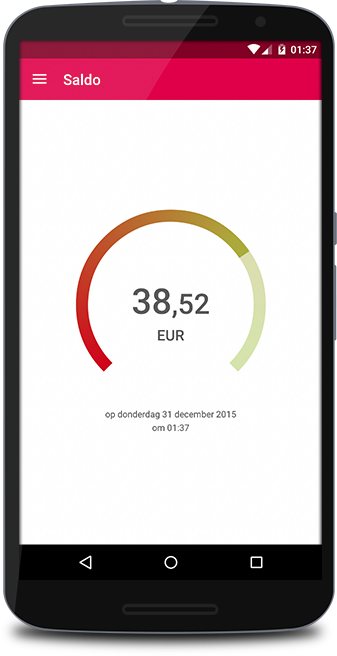 01:37
Saldo
38,52
EUR
op donderdag 31 december 2015
om 01:37